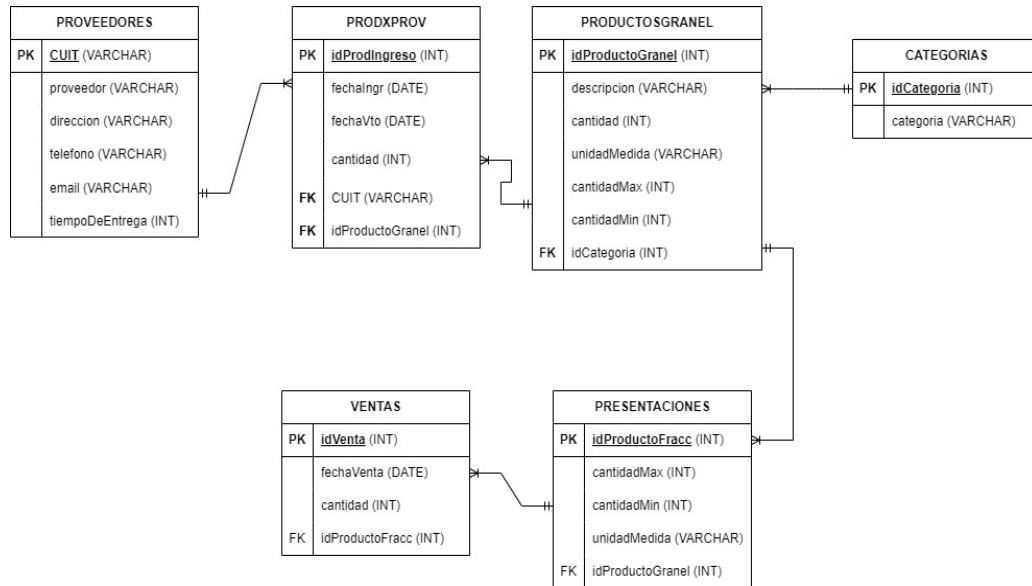 PROVEEDORES
PK CUIT (VARCHAR)
proveedor (VARCHAR)
direccion (VARCHAR)
telefono (VARCHAR)
email (VARCHAR)
tiempoDeEntrega (INT)
PRODXPROV
PK idProdIngreso (INT)
fechaIngr (DATE)
fechaVto (DATE)
cantidad (INT)
FK CUIT (VARCHAR)
FK idProductoGranel (INT)
PRODUCTOSGRANEL
PK idProductoGranel (INT)
descripcion (VARCHAR)
cantidad (INT)
unidadMedida (VARCHAR)
cantidadMax (INT)
cantidadMin (INT)
FK idCategoria (INT)
CATEGORIAS
PK idCategoria (INT)
categoria (VARCHAR)
VENTAS
PK idVenta (INT)
fechaVenta (DATE)
cantidad (INT)
FK idProductoFracc (INT)
PRESENTACIONES
PK idProductoFracc (INT)
cantidadMax (INT)
cantidadMin (INT)
unidadMedida (VARCHAR)
FK idProductoGranel (INT)